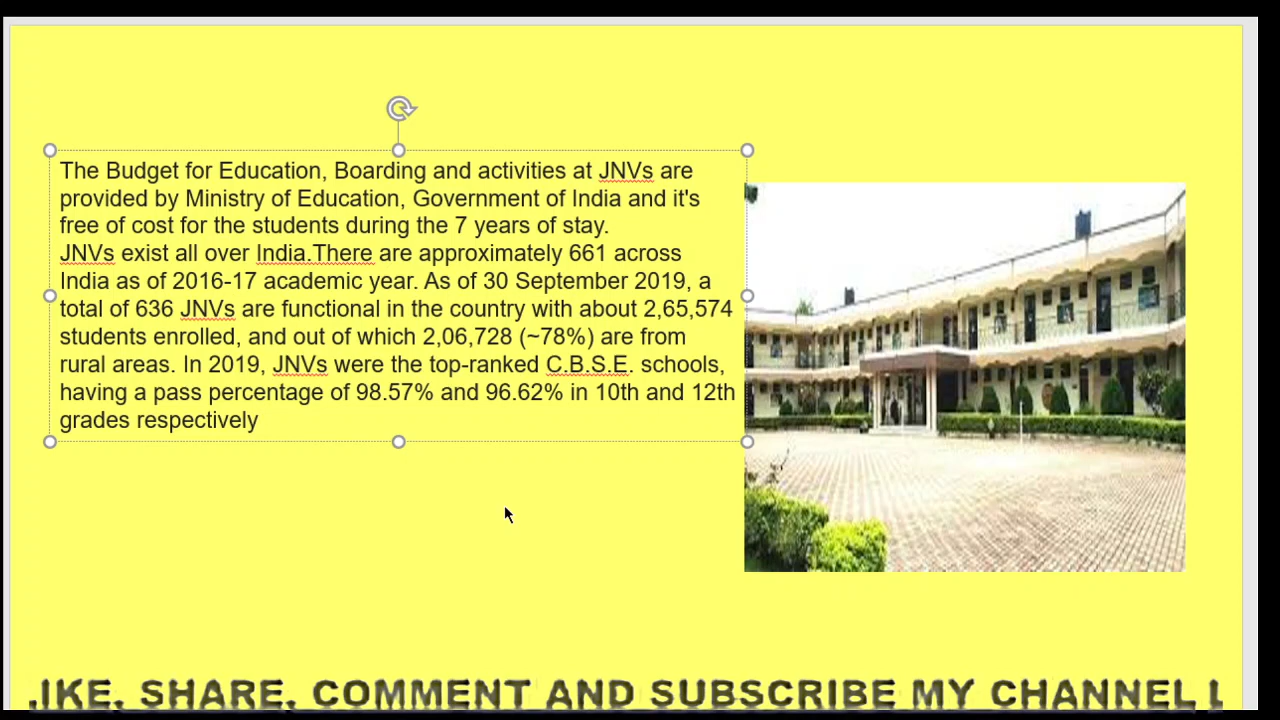 The Budget for Education, Boarding and activities at JNVs are
provided by Ministry of Education, Government of India and it's
free of cost for the students during the 7 years of stay.
JNVs exist all over India.There are approximately 661 across
India as of 2016-17 academic year. As of 30 September 2019, a
total of 636 JNVs are functional in the country with about 2,65,574
students enrolled, and out of which 2,06,728 (~78%) are from
rural areas. In 2019, JNVs were the top-ranked C.B.S.E. schools,
having a pass percentage of 98.57% and 96.62% in 10th and 12th
grades respectively
IKE, SHARE, COMMENT AND SUBSCRIBE MY CHANNEL